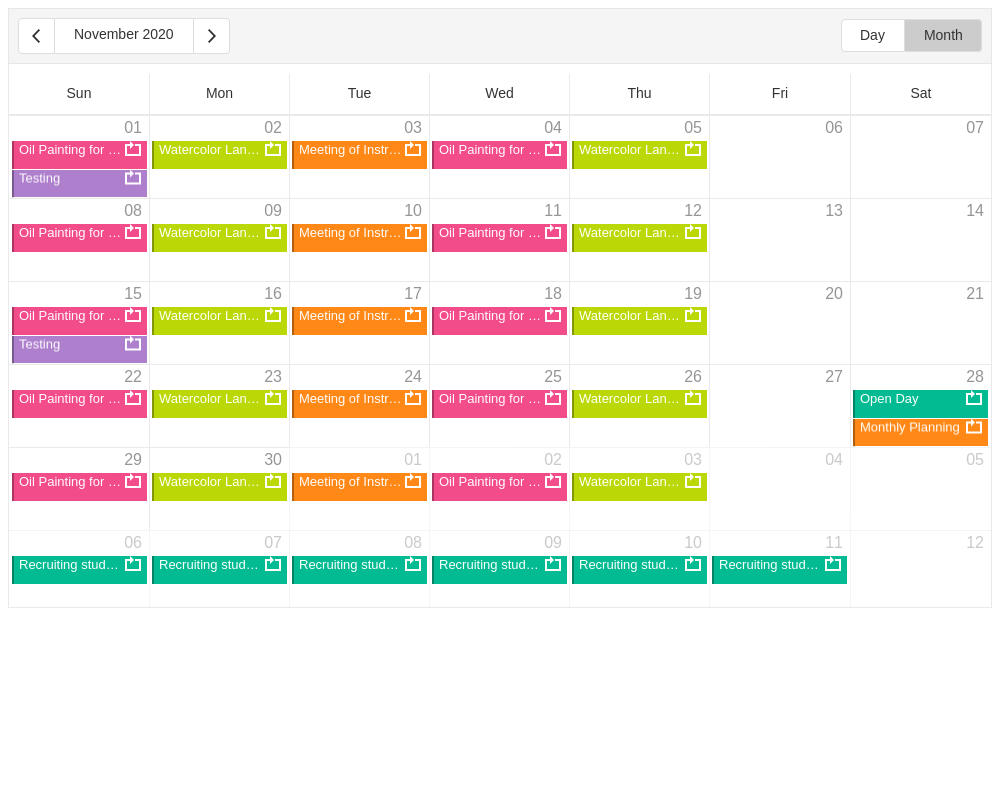 November 2020 Day Month
Sun Mon Tue Wed Thu Fri Sat
01 02 03 04 05 06 07
Oil Painting for ... Watercolor Lan... Meeting of Instr... Oil Painting for ... Watercolor Lan...
Testing
08 09 10 11 12 13 14
Oil Painting for ... Watercolor Lan... Meeting of Instr... Oil Painting for ... Watercolor Lan...
15 16 17 18 19 20 21
Oil Painting for ... Watercolor Lan... Meeting of Instr... Oil Painting for ... Watercolor Lan...
Testing
22 23 24 25 26 27 28
Oil Painting for ... Watercolor Lan... Meeting of Instr... Oil Painting for ... Watercolor Lan... Open Day
Monthly Planning
29 30 01 02 03 04 05
Oil Painting for ... Watercolor Lan... Meeting of Instr... Oil Painting for ... Watercolor Lan...
06 07 08 09 10 11 12
Recruiting stud... Recruiting stud... Recruiting stud... Recruiting stud... Recruiting stud... Recruiting stud...